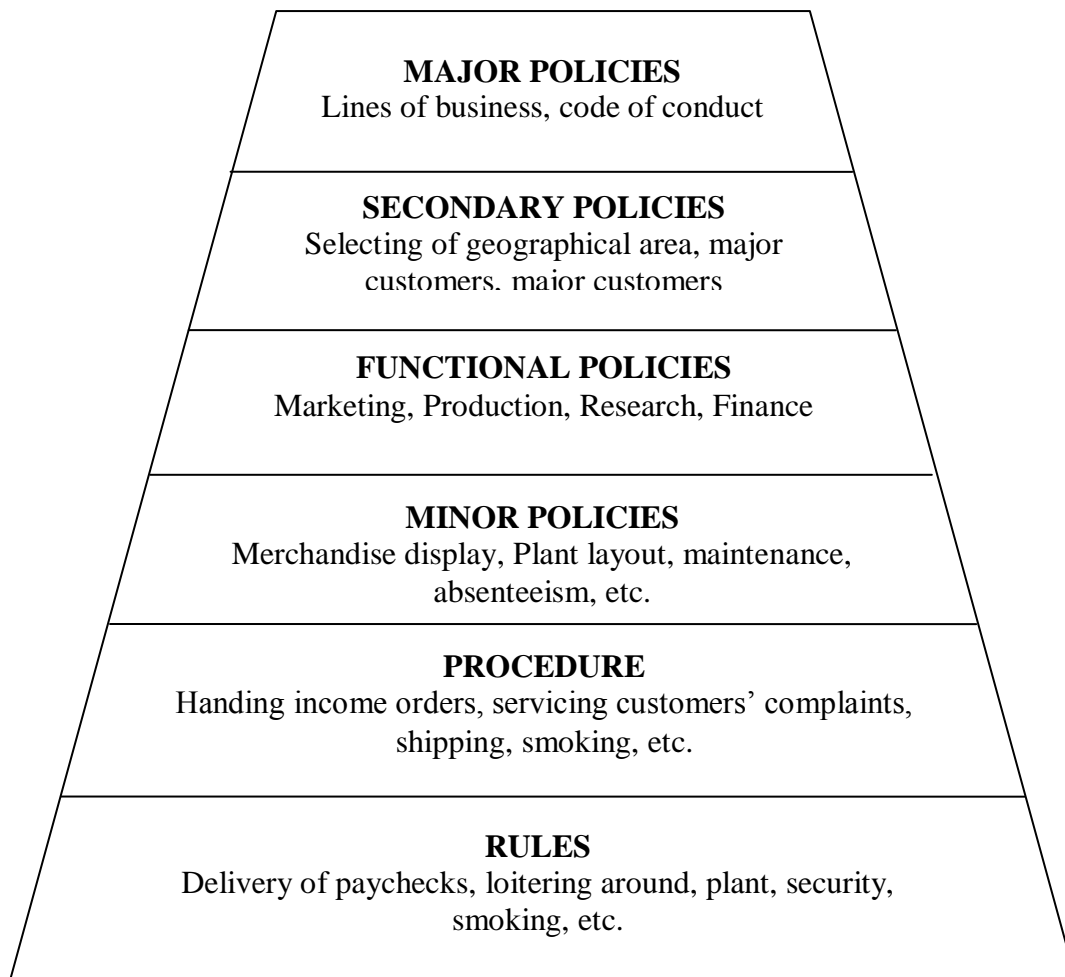 MAJOR POLICIES
Lines of business, code of conduct
SECONDARY POLICIES
Selecting of geographical area, major
customers, major customers
FUNCTIONAL POLICIES
Marketing, Production, Research, Finance
MINOR POLICIES
Merchandise display, Plant layout, maintenance,
absenteeism, etc.
PROCEDURE
Handing income orders, servicing customers’ complaints,
shipping, smoking, etc.
RULES
Delivery of paychecks, loitering around, plant, security,
smoking, etc.